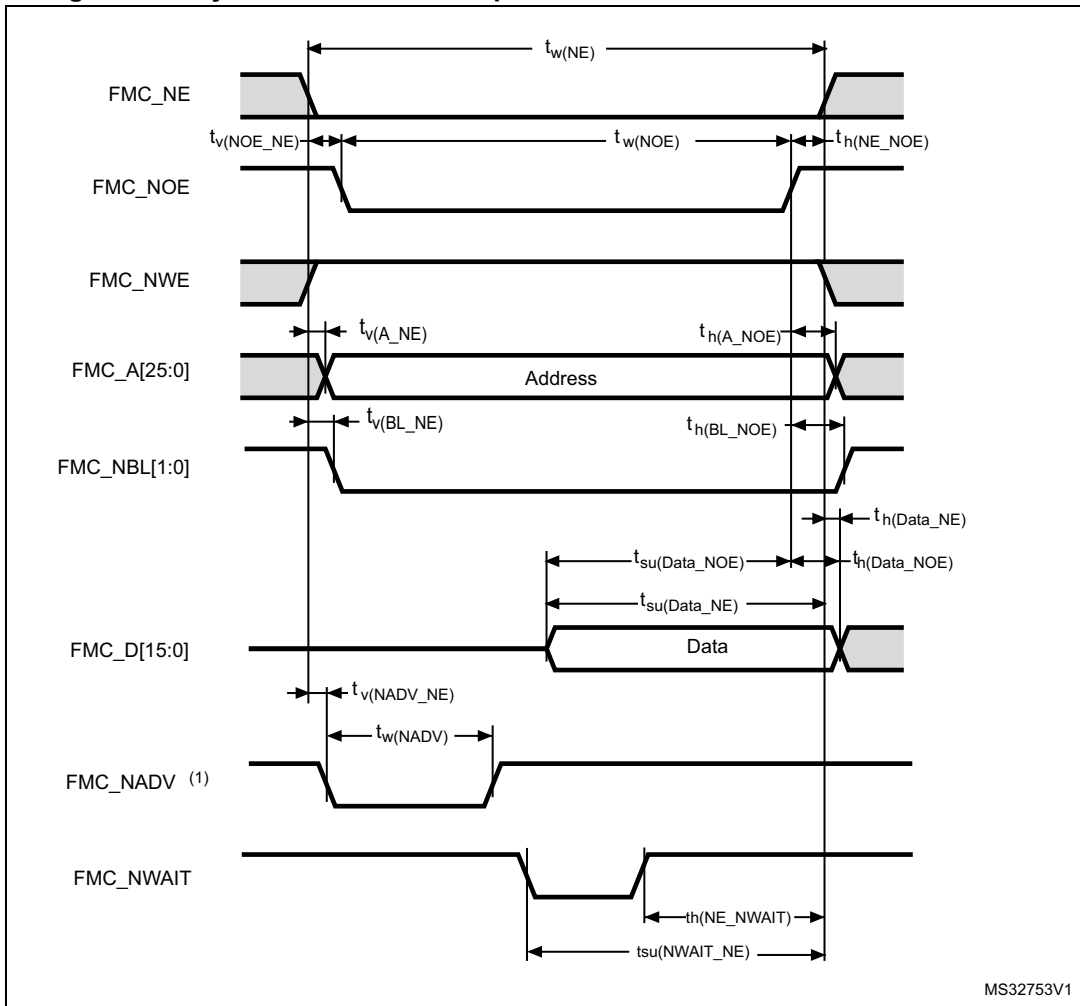 tw(NE)
FMC_NE
tv(NOE_NE)
tw(NOE)
th(NE_NOE)
FMC_NOE
FMC_NWE
tv(A_NE)
th(A_NOE)
FMC_A[25:0]
Address
tv(BL_NE)
th(BL_NOE)
FMC_NBL[1:0]
th(Data_NE)
tsu(Data_NOE)
th(Data_NOE)
tsu(Data_NE)
FMC_D[15:0]
Data
tv(NADV_NE)
tw(NADV)
FMC_NADV (1)
FMC_NWAIT
th(NE_NWAIT)
tsu(NWAIT_NE)
MS32753V1